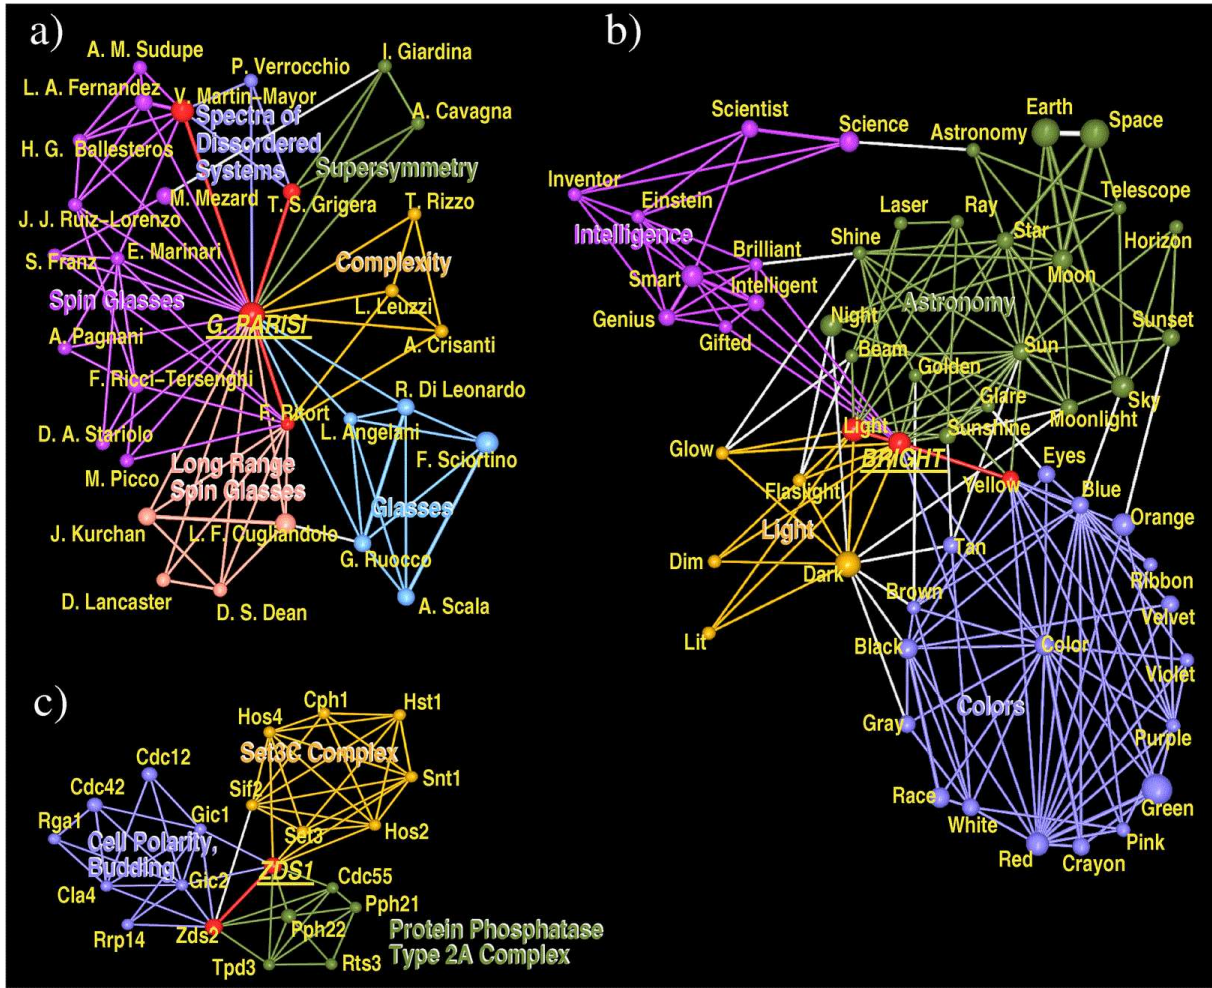 a)
A. M. Sudupe
P. Verrocchio
I. Giardina
L. A. Fernandez
V. Martin-Mayor
A. Cavagna
Spectra of
Dissordered
Systems
H. G. Ballesteros
Supersymmetry
M. Mezard
T. S. Grigera
T. Rizzo
J. J. Ruiz-Lorenzo
E. Marinari
S. Franz
Complexity
Spin Glasses
L. Leuzzi
G. PARISI
A. Pagnani
A. Crisanti
F. Ricci-Tersenghi
R. Di Leonardo
F. Ritort
L. Angelani
D. A. Stariolo
F. Sciortino
M. Picco
Long Range
Spin Glasses
Glasses
J. Kurchan
L. F. Cugliandolo
G. Ruocco
D. Lancaster
D. S. Dean
A. Scala
b)
Earth
Space
Scientist
Science
Astronomy
Inventor
Einstein
Telescope
Laser
Ray
Intelligence
Star
Horizon
Brilliant
Shine
Smart
Moon
Intelligent
Astronomy
Genius
Night
Sunset
Gifted
Beam
Sun
Golden
Glare
Sky
Light
Moonlight
Sunshine
Glow
BRIGHT
Eyes
Flaslight
Yellow
Blue
Light
Orange
Tan
Dim
Dark
Ribbon
Brown
Velvet
Lit
Black
Color
Violet
Colors
Gray
Purple
Race
Green
White
Pink
Red
Crayon
c)
Cph1
Hst1
Hos4
Set3C Complex
Cdc12
Snt1
Cdc42
Sif2
Gic1
Rga1
Set3
Hos2
Cell Polarity,
Budding
ZDS1
Gic2
Cdc55
Cla4
Pph21
Pph22
Protein Phosphatase
Type 2A Complex
Rrp14
Zds2
Tpd3
Rts3